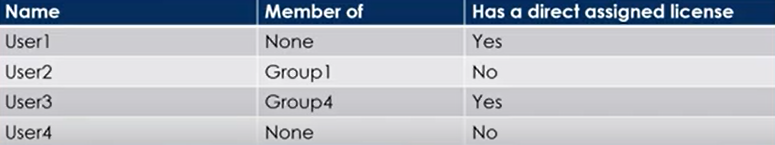 Name Member of Has a direct assigned license
User1 None Yes
User2 Group1 No
User3 Group4 Yes
User4 None No